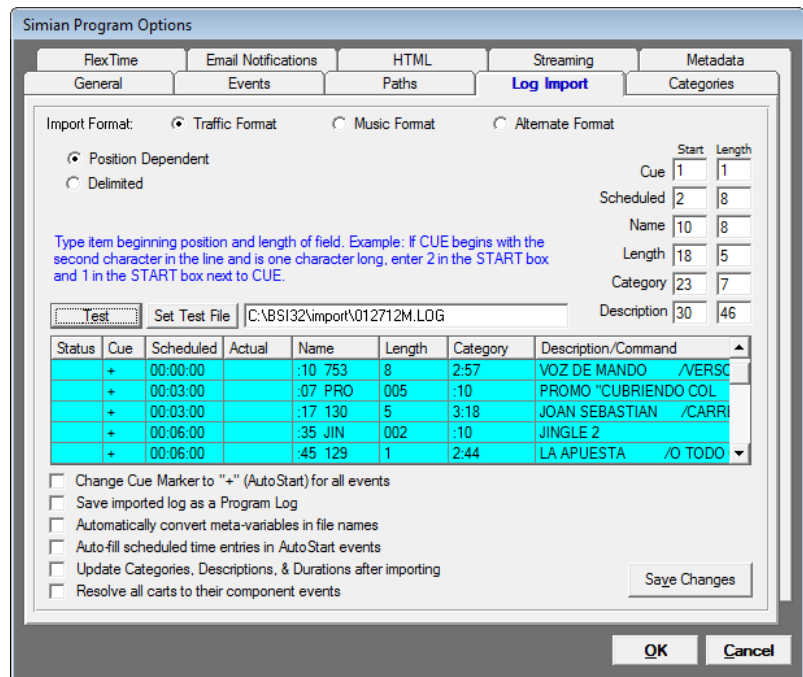 Simian Program Options
FlexTime Email Notifications HTML Streaming Metadata
General Events Paths Log Import Categories
Import Format: Traffic Format Music Format Alternate Format
Position Dependent
Delimited
Start Length
Cue 1 1
Scheduled 2 8
Name 10 8
Length 18 5
Category 23 7
Description 30 46
Type item beginning position and length of field. Example: If CUE begins with the
second character in the line and is one character long, enter 2 in the START box
and 1 in the START box next to CUE.
Test Set Test File C:\BSI32\import\012712M.LOG
Status Cue Scheduled Actual Name Length Category Description/Command
+ 00:00:00 :10 753 8 2:57 VOZ DE MANDO /VERSO
+ 00:03:00 :07 PRO 005 :10 PROMO "CUBRIENDO COL
+ 00:03:00 :17 130 5 3:18 JOAN SEBASTIAN /CARRE
+ 00:06:00 :35 JIN 002 :10 JINGLE 2
+ 00:06:00 :45 129 1 2:44 LA APUESTA /O TODO
Change Cue Marker to "+" (AutoStart) for all events
Save imported log as a Program Log
Automatically convert meta-variables in file names
Auto-fill scheduled time entries in AutoStart events
Update Categories, Descriptions, & Durations after importing
Resolve all carts to their component events
Save Changes
OK Cancel